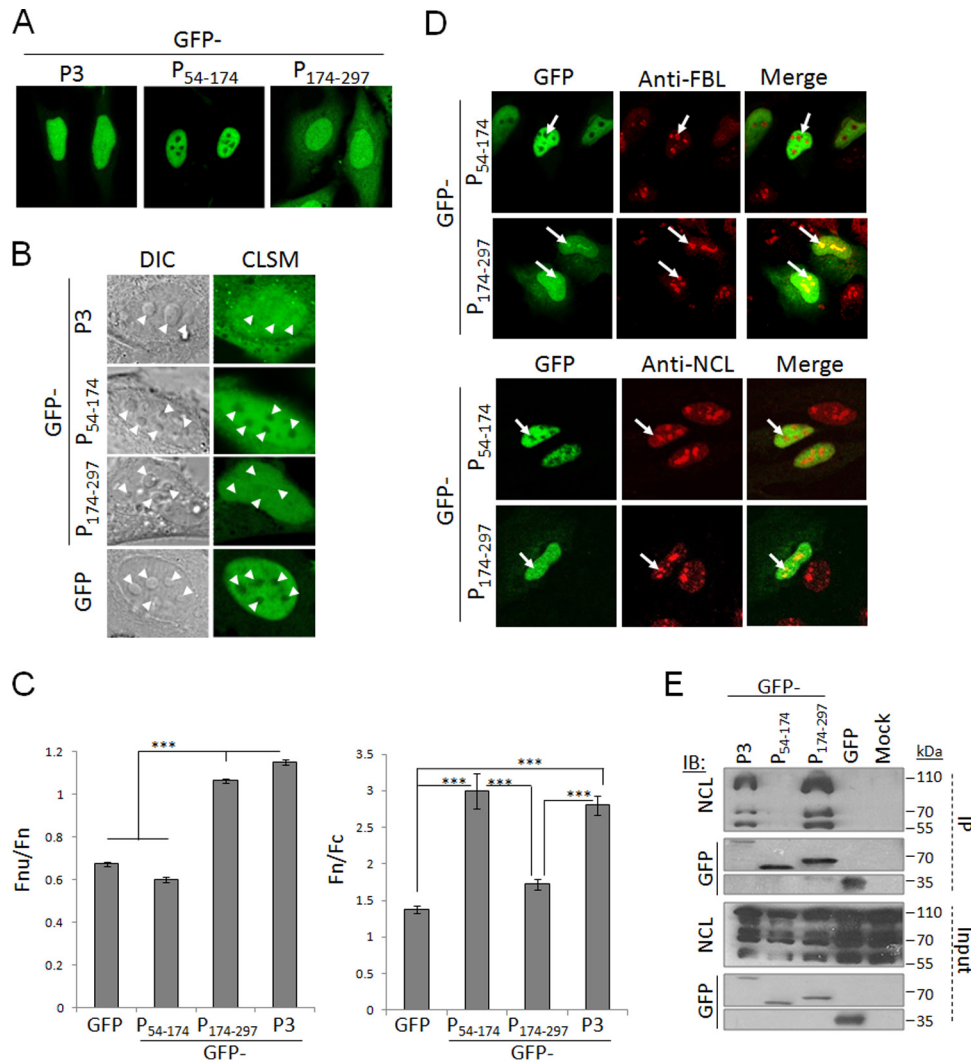 A
GFP-
P3 P54-174 P174-297
B
DIC CLSM
GFP-
P3
P54-174
P174-297
GFP
C
Fnu/Fn
1.2
1
0.8
0.6
0.4
0.2
0
***
GFP P54-174 P174-297 P3
GFP-
Fn/Fc
3.5
3
2.5
2
1.5
1
0.5
0
***
*** *** ***
GFP P54-174 P174-297 P3
GFP-
D
GFP Anti-FBL Merge
GFP-
P54-174
P174-297
GFP Anti-NCL Merge
GFP-
P54-174
P174-297
E
GFP-
IB: P3 P54-174 P174-297 GFP Mock kDa
NCL
–110
–70
–55
GFP
–70
–35
IP
NCL
–110
–70
–55
GFP
–70
–35
Input